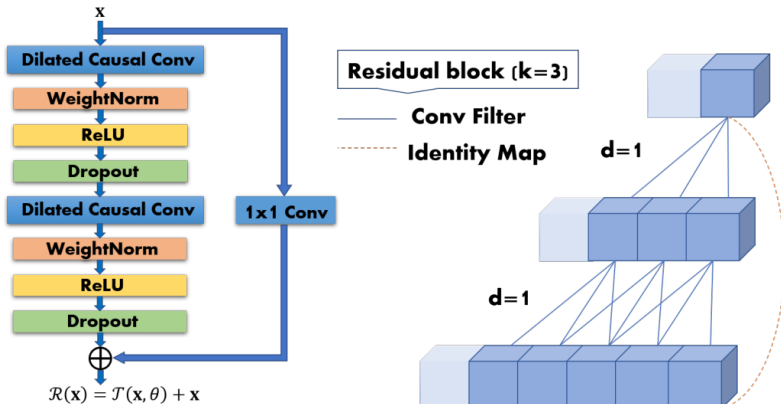 x
Dilated Causal Conv
WeightNorm
ReLU
Dropout
Dilated Causal Conv
WeightNorm
ReLU
Dropout
ℛ(x) = 𝒯(x, θ) + x
1x1 Conv
Residual block (k=3)
Conv Filter
Identity Map
d=1
d=1